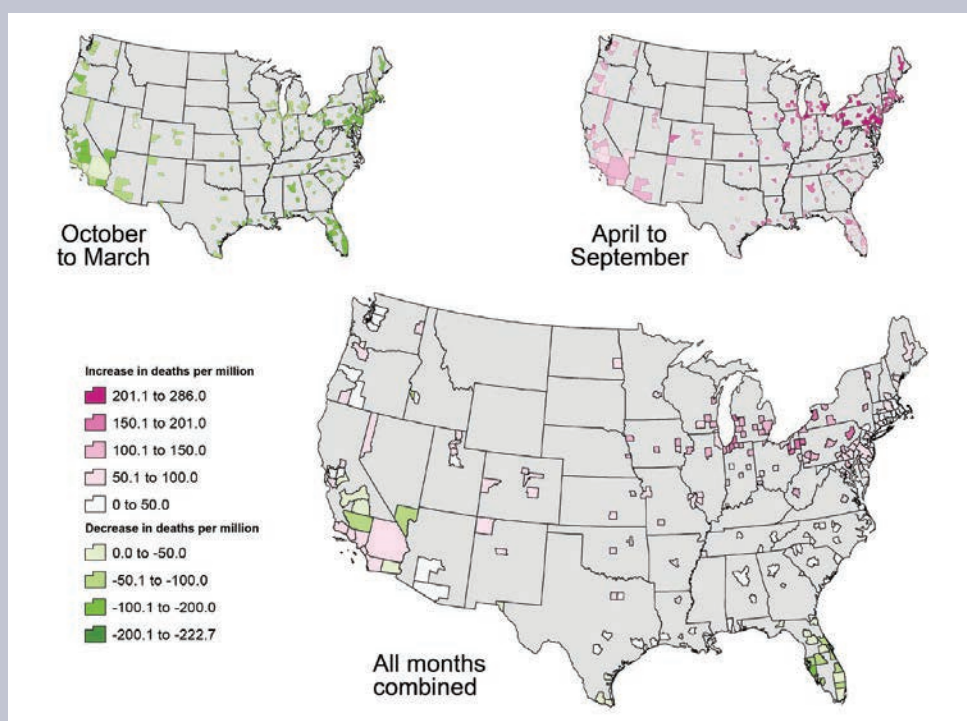 October
to March
April to
September
Increase in deaths per million
201.1 to 286.0
150.1 to 201.0
100.1 to 150.0
50.1 to 100.0
0 to 50.0
Decrease in deaths per million
0.0 to -50.0
-50.1 to -100.0
-100.1 to -200.0
-200.1 to -222.7
All months
combined